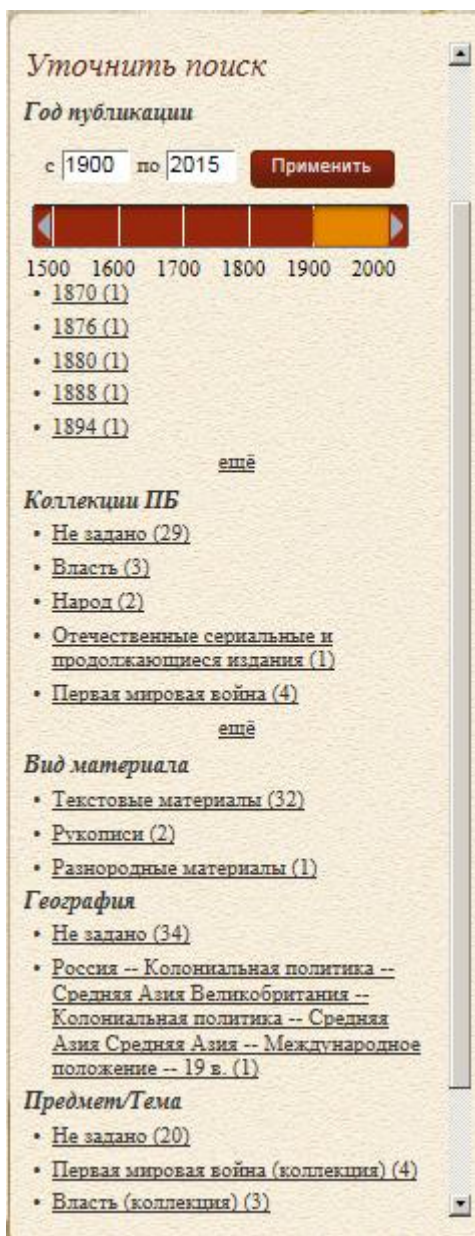 Уточнить поиск
Год публикации
с 1900 по 2015 Применить
1500 1600 1700 1800 1900 2000
• 1870 (1)
• 1876 (1)
• 1880 (1)
• 1888 (1)
• 1894 (1)
ещё
Коллекции ПБ
• Не задано (29)
• Власть (3)
• Народ (2)
• Отечественные сериальные и
продолжающиеся издания (1)
• Первая мировая война (4)
ещё
Вид материала
• Текстовые материалы (32)
• Рукописи (2)
• Разнородные материалы (1)
География
• Не задано (34)
• Россия -- Колониальная политика --
Средняя Азия Великобритания --
Колониальная политика -- Средняя
Азия Средняя Азия -- Международное
положение -- 19 в. (1)
Предмет/Тема
• Не задано (20)
• Первая мировая война (коллекция) (4)
• Власть (коллекция) (3)